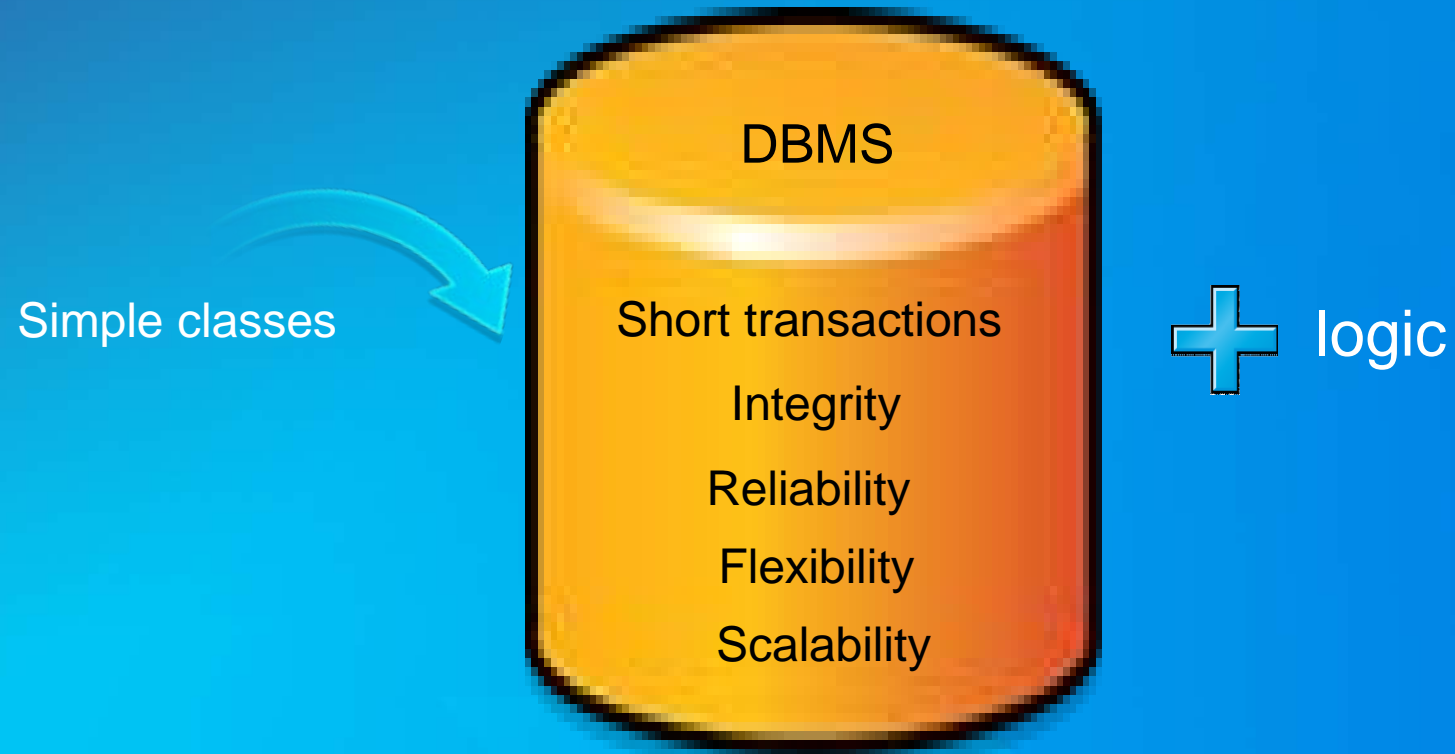 DBMS
Simple classes
Short transactions
logic
Integrity
Reliability
Flexibility
Scalability